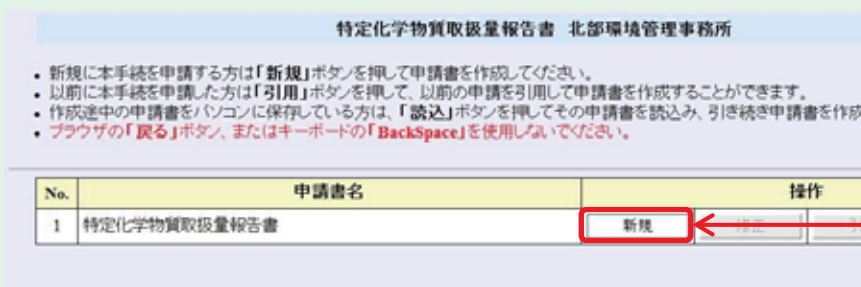 特定化学物質取扱量報告書 北部環境管理事務所
• 新規に本手続を申請する方は「新規」ボタンを押して申請書を作成してください。
• 以前に本手続を申請した方は「引用」ボタンを押して、以前の申請を引用して申請書を作成することができます。
• 作成途中の申請書をパソコンに保存している方は、「読込」ボタンを押してその申請書を読込み、引き続き申請書を作成
• ブラウザの「戻る」ボタン、またはキーボードの「BackSpace」を使用しないでください。
No. 申請書名 操作
1 特定化学物質取扱量報告書 新規 修正